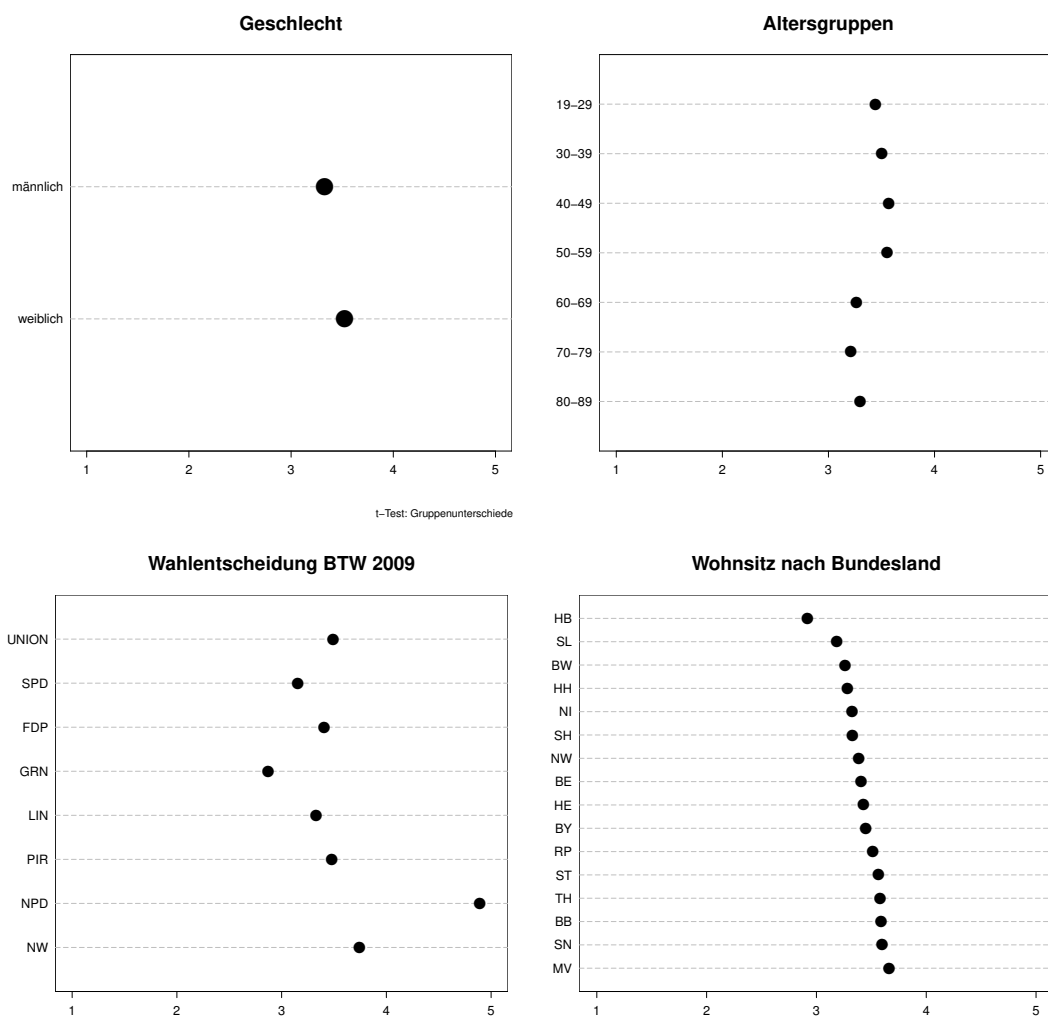 Geschlecht
männlich
weiblich
1 2 3 4 5
t−Test: Gruppenunterschiede
Altersgruppen
19−29
30−39
40−49
50−59
60−69
70−79
80−89
1 2 3 4 5
Wahlentscheidung BTW 2009
UNION
SPD
FDP
GRN
LIN
PIR
NPD
NW
1 2 3 4 5
Wohnsitz nach Bundesland
HB
SL
BW
HH
NI
SH
NW
BE
HE
BY
RP
ST
TH
BB
SN
MV
1 2 3 4 5